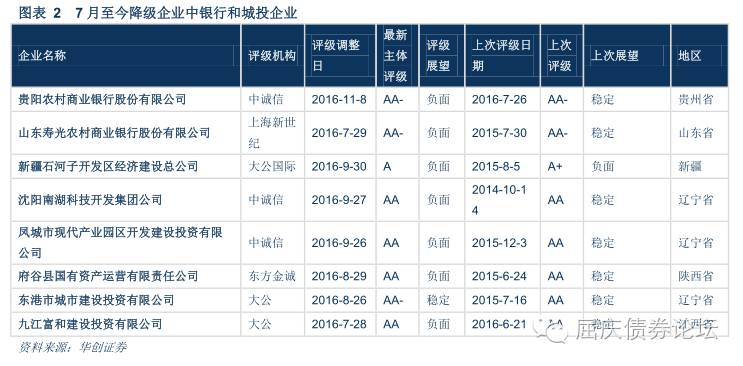 图表 2 7 月至今降级企业中银行和城投企业
企业名称 评级机构 评级调整日 最新主体评级 评级展望 上次评级日期 上次评级 上次展望 地区
贵阳农村商业银行股份有限公司 中诚信 2016-11-8 AA- 负面 2016-7-26 AA- 稳定 贵州省
山东寿光农村商业银行股份有限公司 上海新世纪 2016-7-29 AA- 负面 2015-7-30 AA- 稳定 山东省
新疆石河子开发区经济建设总公司 大公国际 2016-9-30 A 负面 2015-8-5 A+ 负面 新疆
沈阳南湖科技开发集团公司 中诚信 2016-9-27 AA 负面 2014-10-14 AA 稳定 辽宁省
凤城市现代产业园区开发建设投资有限公司 中诚信 2016-9-26 AA 负面 2015-12-3 AA 稳定 辽宁省
府谷县国有资产运营有限责任公司 东方金诚 2016-8-29 AA 负面 2015-6-24 AA 稳定 陕西省
东港市城市建设投资有限公司 大公 2016-8-26 AA- 稳定 2015-7-16 AA 稳定 辽宁省
九江富和建设投资有限公司 大公 2016-7-28 AA 负面 2016-6-21 AA 稳定 江西省
资料来源：华创证券
屈庆债券论坛